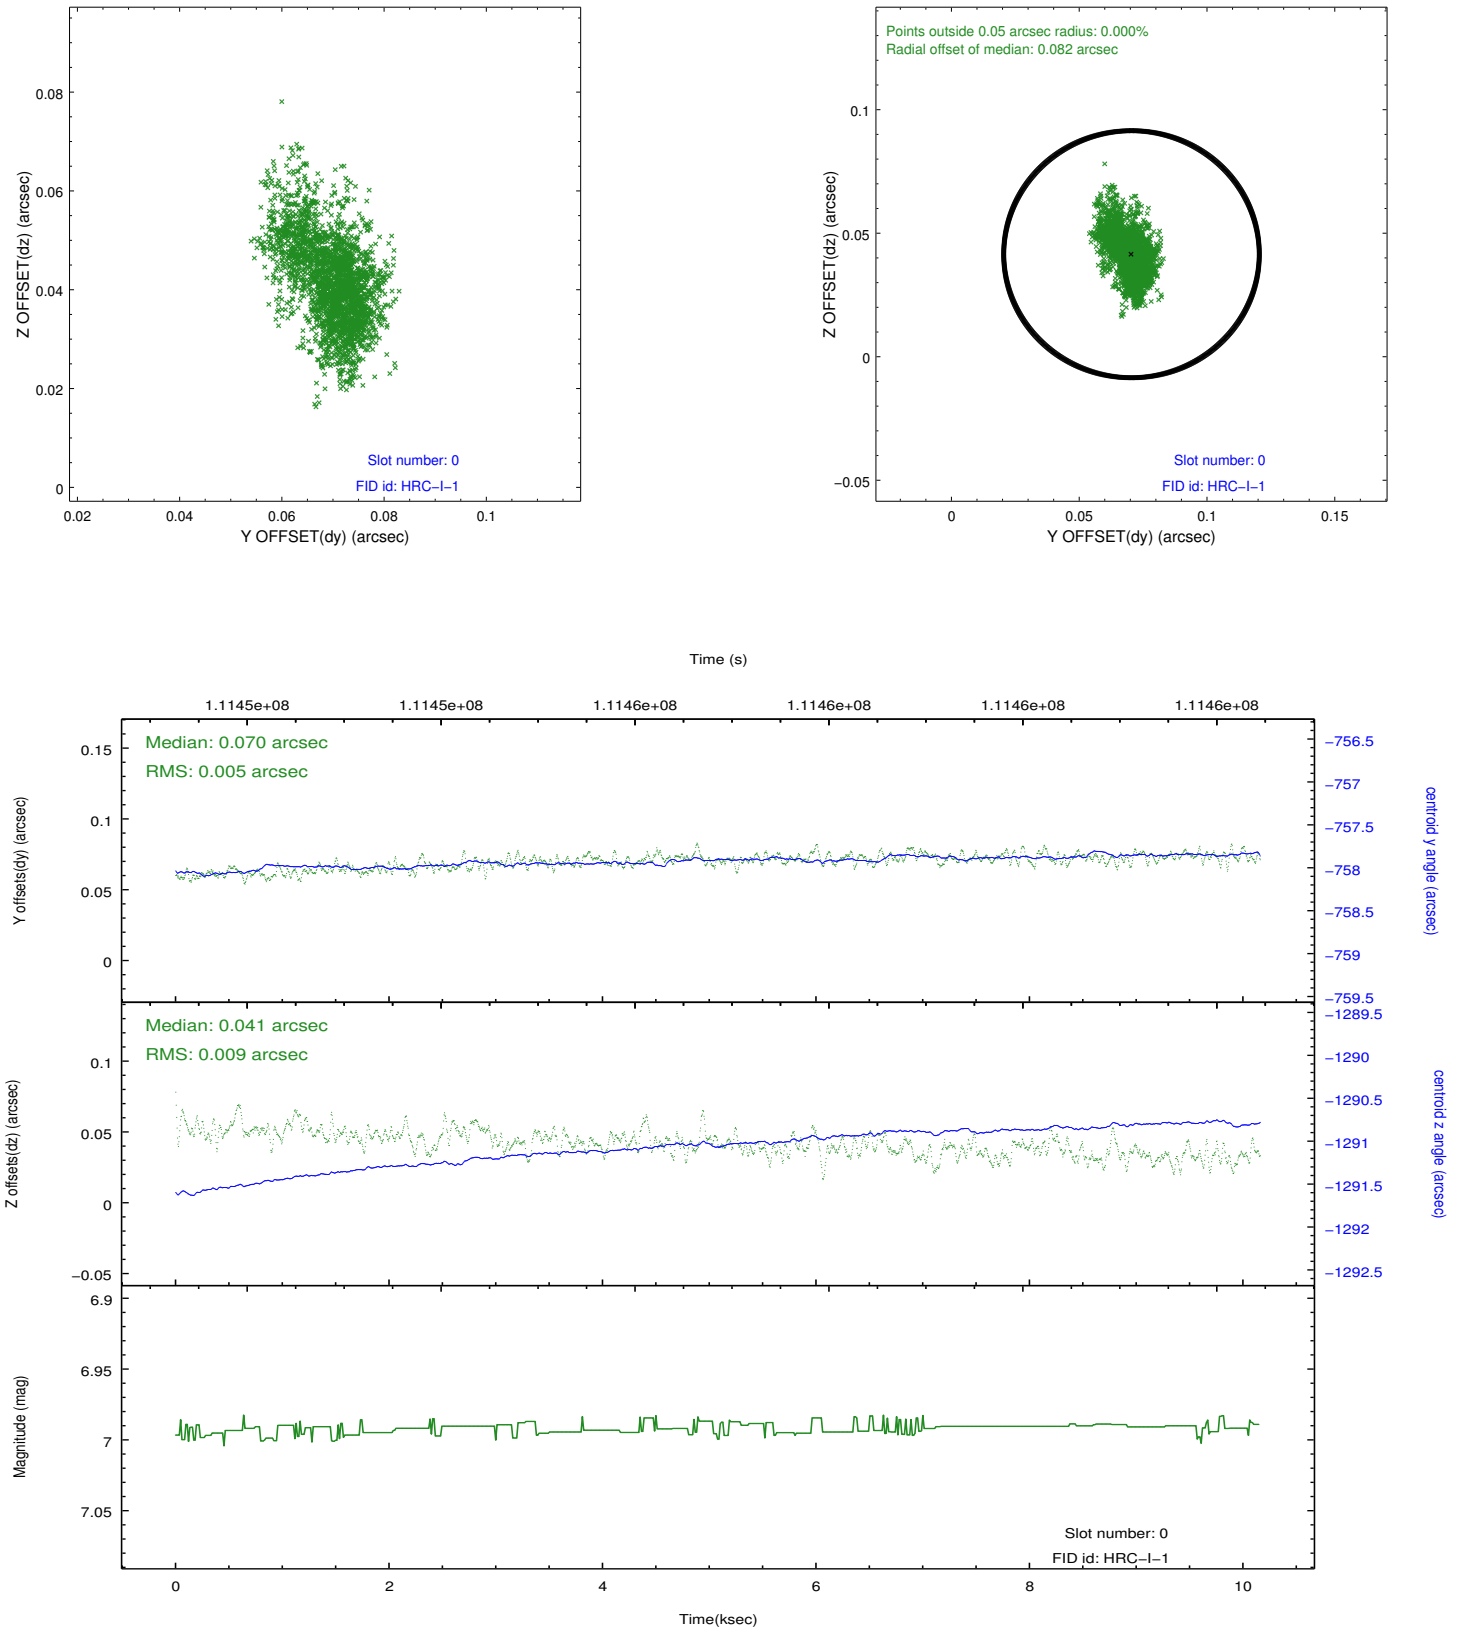 0.08
0.06
0.04
0.02
0
0.02 0.04 0.06 0.08 0.1
Z OFFSET(dz) (arcsec)
Y OFFSET(dy) (arcsec)
Slot number: 0
FID id: HRC−I−1
Points outside 0.05 arcsec radius: 0.000%
Radial offset of median: 0.082 arcsec
0.1
0.05
0
−0.05
0 0.05 0.1 0.15
Z OFFSET(dz) (arcsec)
Y OFFSET(dy) (arcsec)
Slot number: 0
FID id: HRC−I−1
Time (s)
1.1145e+08 1.1145e+08 1.1146e+08 1.1146e+08 1.1146e+08 1.1146e+08
Median: 0.070 arcsec
RMS: 0.005 arcsec
0.15
0.1
0.05
0
Y offsets(dy) (arcsec)
−756.5
−757
−757.5
−758
−758.5
−759
−759.5
centroid y angle (arcsec)
Median: 0.041 arcsec
RMS: 0.009 arcsec
0.1
0.05
0
−0.05
Z offsets(dz) (arcsec)
−1289.5
−1290
−1290.5
−1291
−1291.5
−1292
−1292.5
centroid z angle (arcsec)
6.9
6.95
7
7.05
Magnitude (mag)
Slot number: 0
FID id: HRC−I−1
0 2 4 6 8 10
Time(ksec)